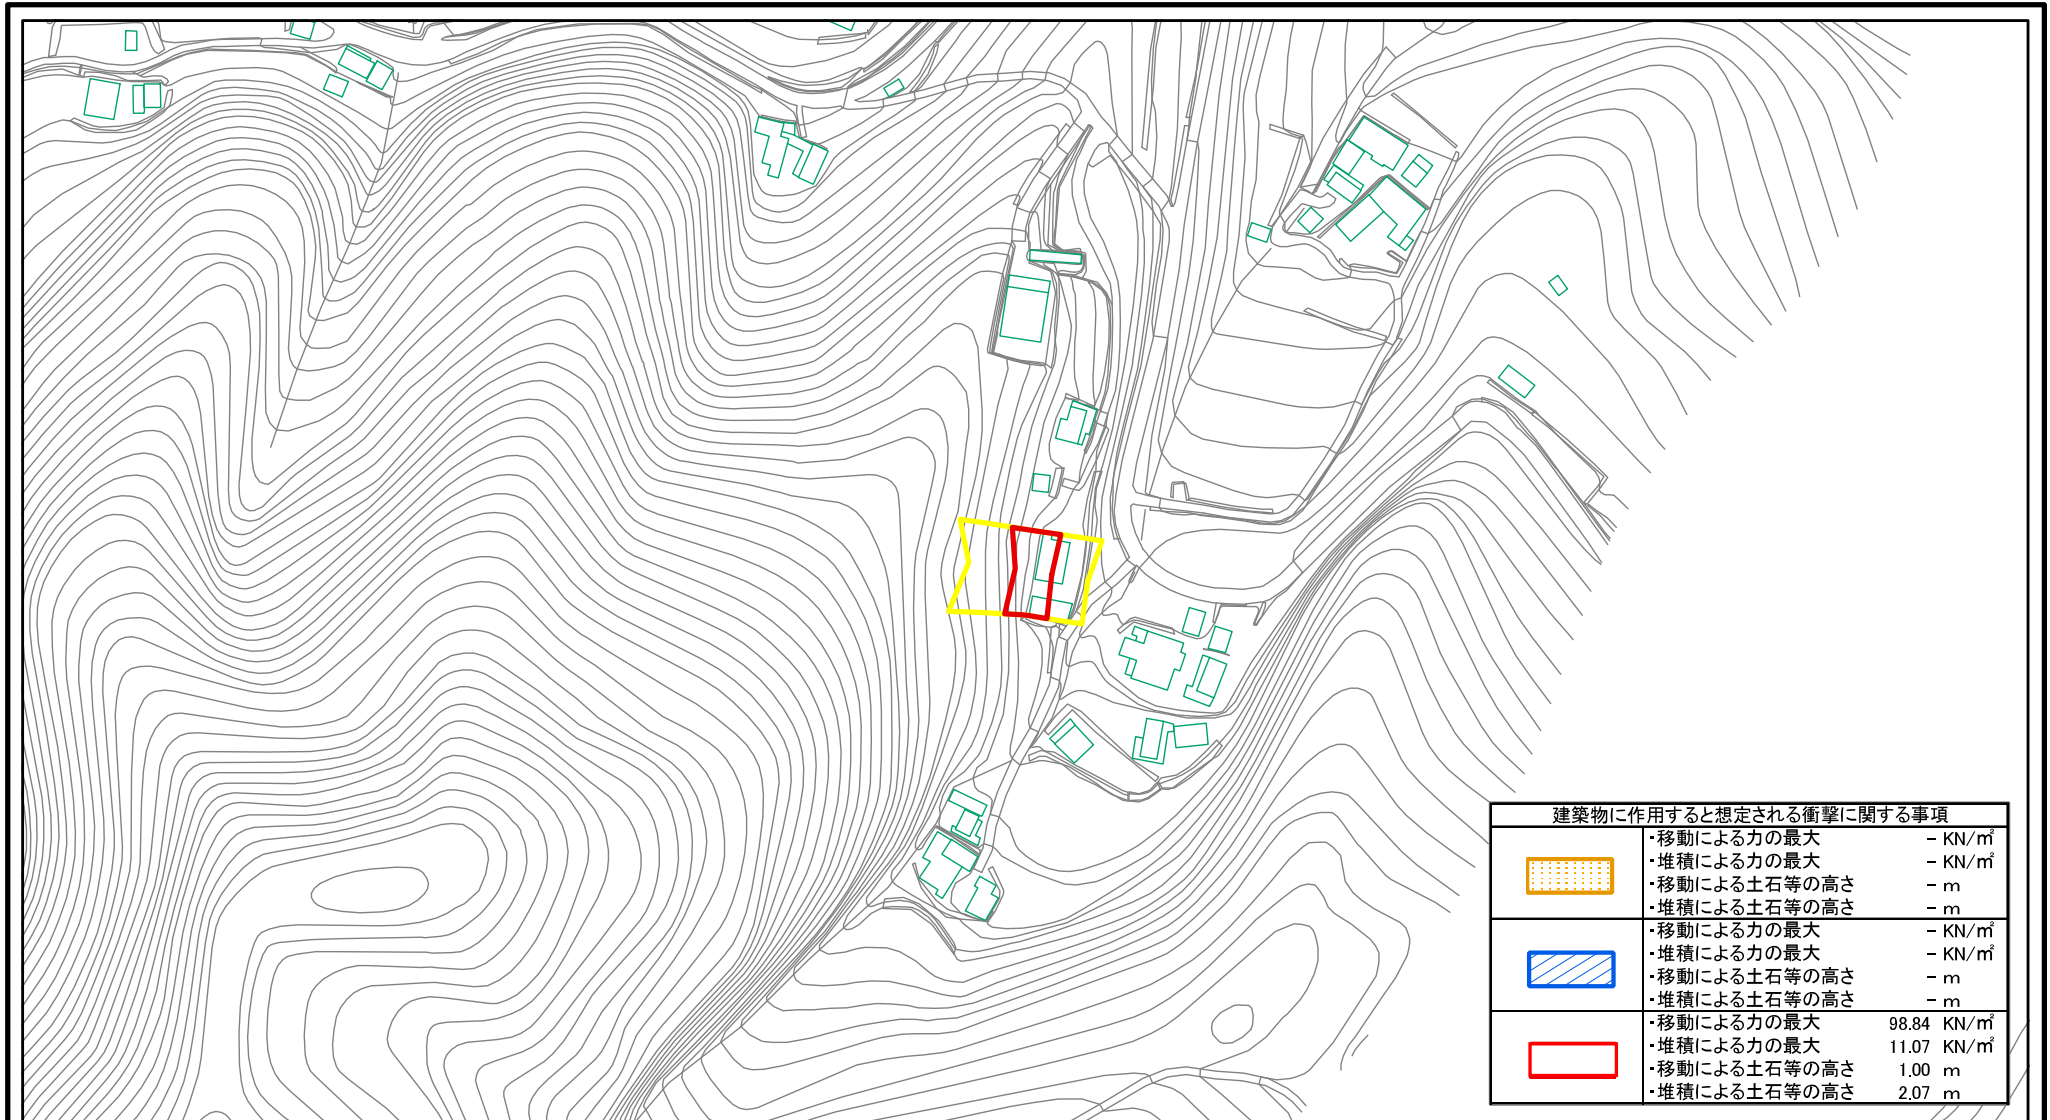 建築物に作用すると想定される衝撃に関する事項
・移動による力の最大 － KN/㎡
・堆積による力の最大 － KN/㎡
・移動による土石等の高さ － m
・堆積による土石等の高さ － m
・移動による力の最大 － KN/㎡
・堆積による力の最大 － KN/㎡
・移動による土石等の高さ － m
・堆積による土石等の高さ － m
・移動による力の最大 98.84 KN/㎡
・堆積による力の最大 11.07 KN/㎡
・移動による土石等の高さ 1.00 m
・堆積による土石等の高さ 2.07 m